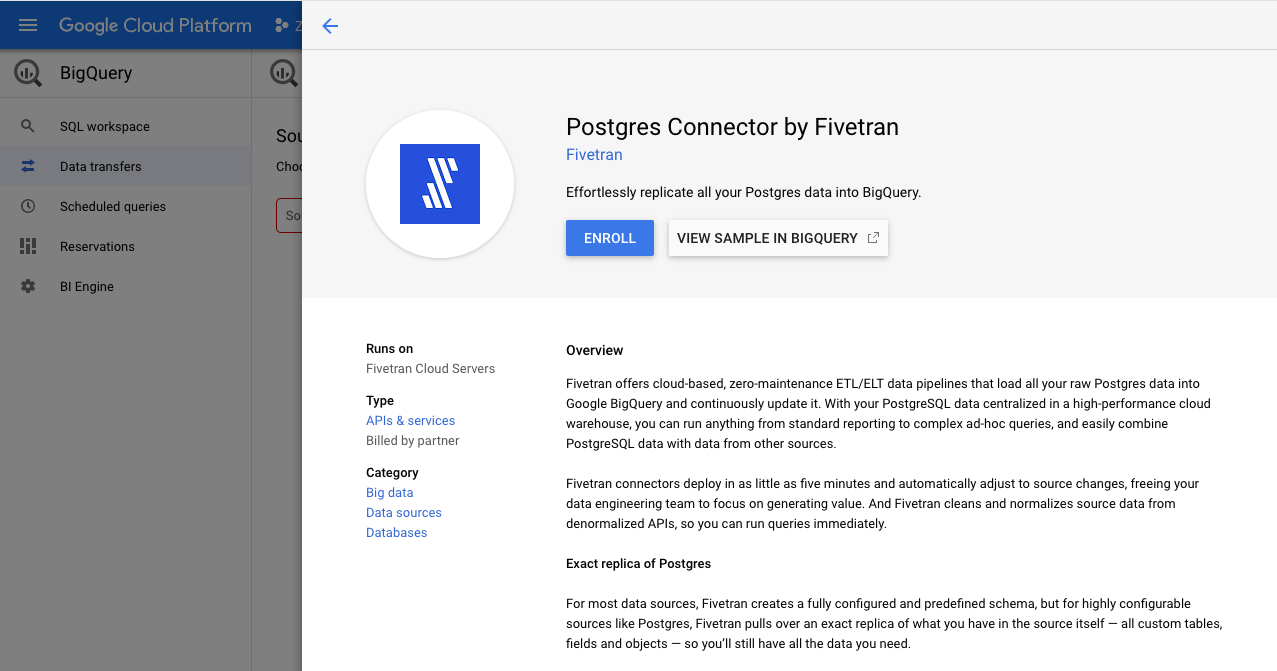 Google Cloud Platform
BigQuery
SQL workspace
Data transfers
Scheduled queries
Reservations
BI Engine
Postgres Connector by Fivetran
Fivetran
Effortlessly replicate all your Postgres data into BigQuery.
ENROLL
VIEW SAMPLE IN BIGQUERY
Runs on
Fivetran Cloud Servers
Type
APIs & services
Billed by partner
Category
Big data
Data sources
Databases
Overview
Fivetran offers cloud-based, zero-maintenance ETL/ELT data pipelines that load all your raw Postgres data into
Google BigQuery and continuously update it. With your PostgreSQL data centralized in a high-performance cloud
warehouse, you can run anything from standard reporting to complex ad-hoc queries, and easily combine
PostgreSQL data with data from other sources.
Fivetran connectors deploy in as little as five minutes and automatically adjust to source changes, freeing your
data engineering team to focus on generating value. And Fivetran cleans and normalizes source data from
denormalized APIs, so you can run queries immediately.
Exact replica of Postgres
For most data sources, Fivetran creates a fully configured and predefined schema, but for highly configurable
sources like Postgres, Fivetran pulls over an exact replica of what you have in the source itself — all custom tables,
fields and objects — so you’ll still have all the data you need.